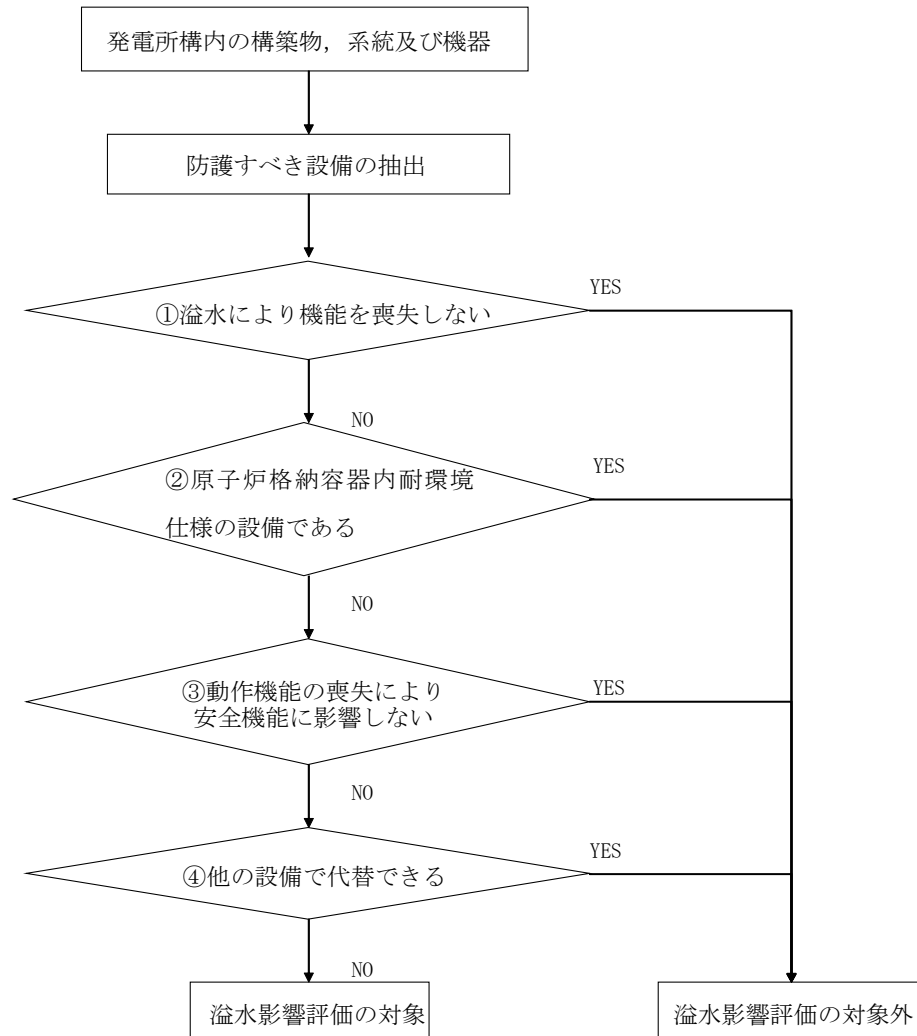 発電所構内の構築物，系統及び機器
防護すべき設備の抽出
①溢水により機能を喪失しない
YES
NO
②原子炉格納容器内耐環境
仕様の設備である
YES
NO
③動作機能の喪失により
安全機能に影響しない
YES
NO
④他の設備で代替できる
YES
NO
溢水影響評価の対象
溢水影響評価の対象外